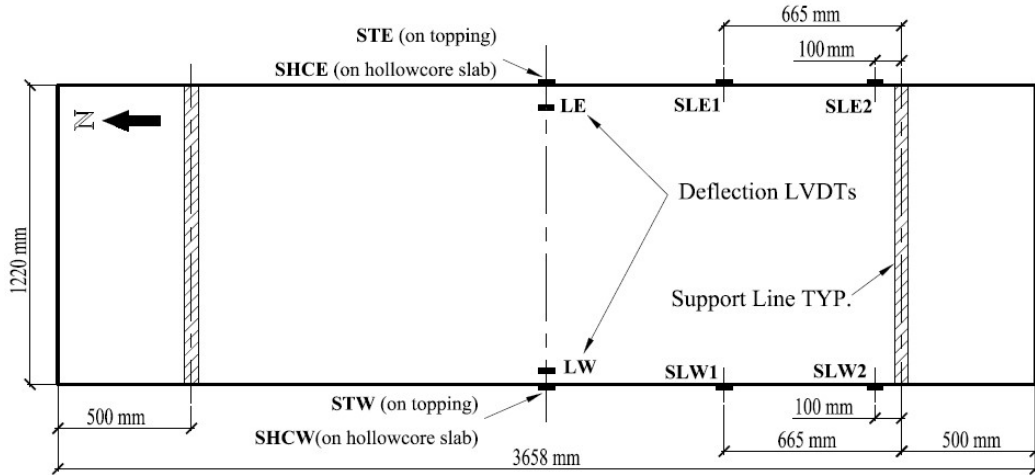 665 mm
STE (on topping)
100 mm
SHCE (on hollowcore slab)
LE
SLE1
SLE2
N
Deflection LVDTs
1220 mm
Support Line TYP.
LW
SLW1
SLW2
STW (on topping)
100 mm
500 mm
SHCW(on hollowcore slab)
665 mm
500 mm
3658 mm